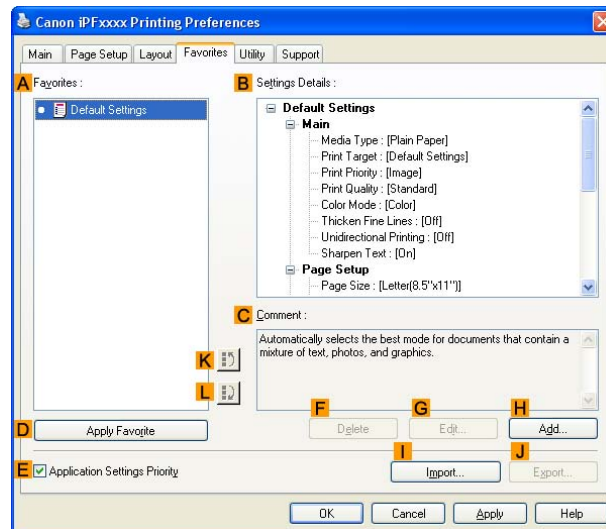 Canon iPFxxxx Printing Preferences
Main Page Setup Layout Favorites Utility Support
A Favorites :
Default Settings
B Settings Details :
Default Settings
Main
Media Type : [Plain Paper]
Print Target : [Default Settings]
Print Priority : [Image]
Print Quality : [Standard]
Color Mode : [Color]
Thicken Fine Lines : [Off]
Unidirectional Printing : [Off]
Sharpen Text : [On]
Page Setup
Page Size : [Letter(8.5"x11")]
C Comment :
Automatically selects the best mode for documents that contain a
mixture of text, photos, and graphics.
K
L
F G H
D Apply Favorite Delete Edit... Add...
I J
E Application Settings Priority Import... Export...
OK Cancel Apply Help